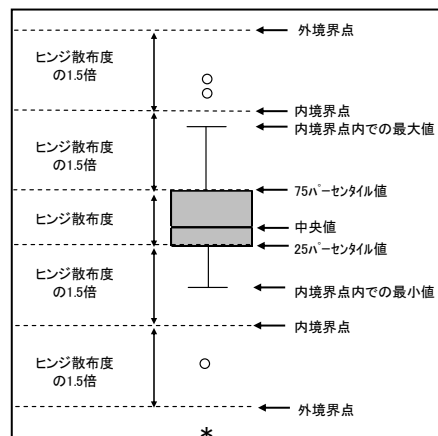 外境界点
ヒンジ散布度
の1.5倍
内境界点
内境界点内での最大値
ヒンジ散布度
の1.5倍
75パーセンタイル値
ヒンジ散布度
中央値
25パーセンタイル値
ヒンジ散布度
の1.5倍
内境界点内での最小値
内境界点
ヒンジ散布度
の1.5倍
外境界点
*